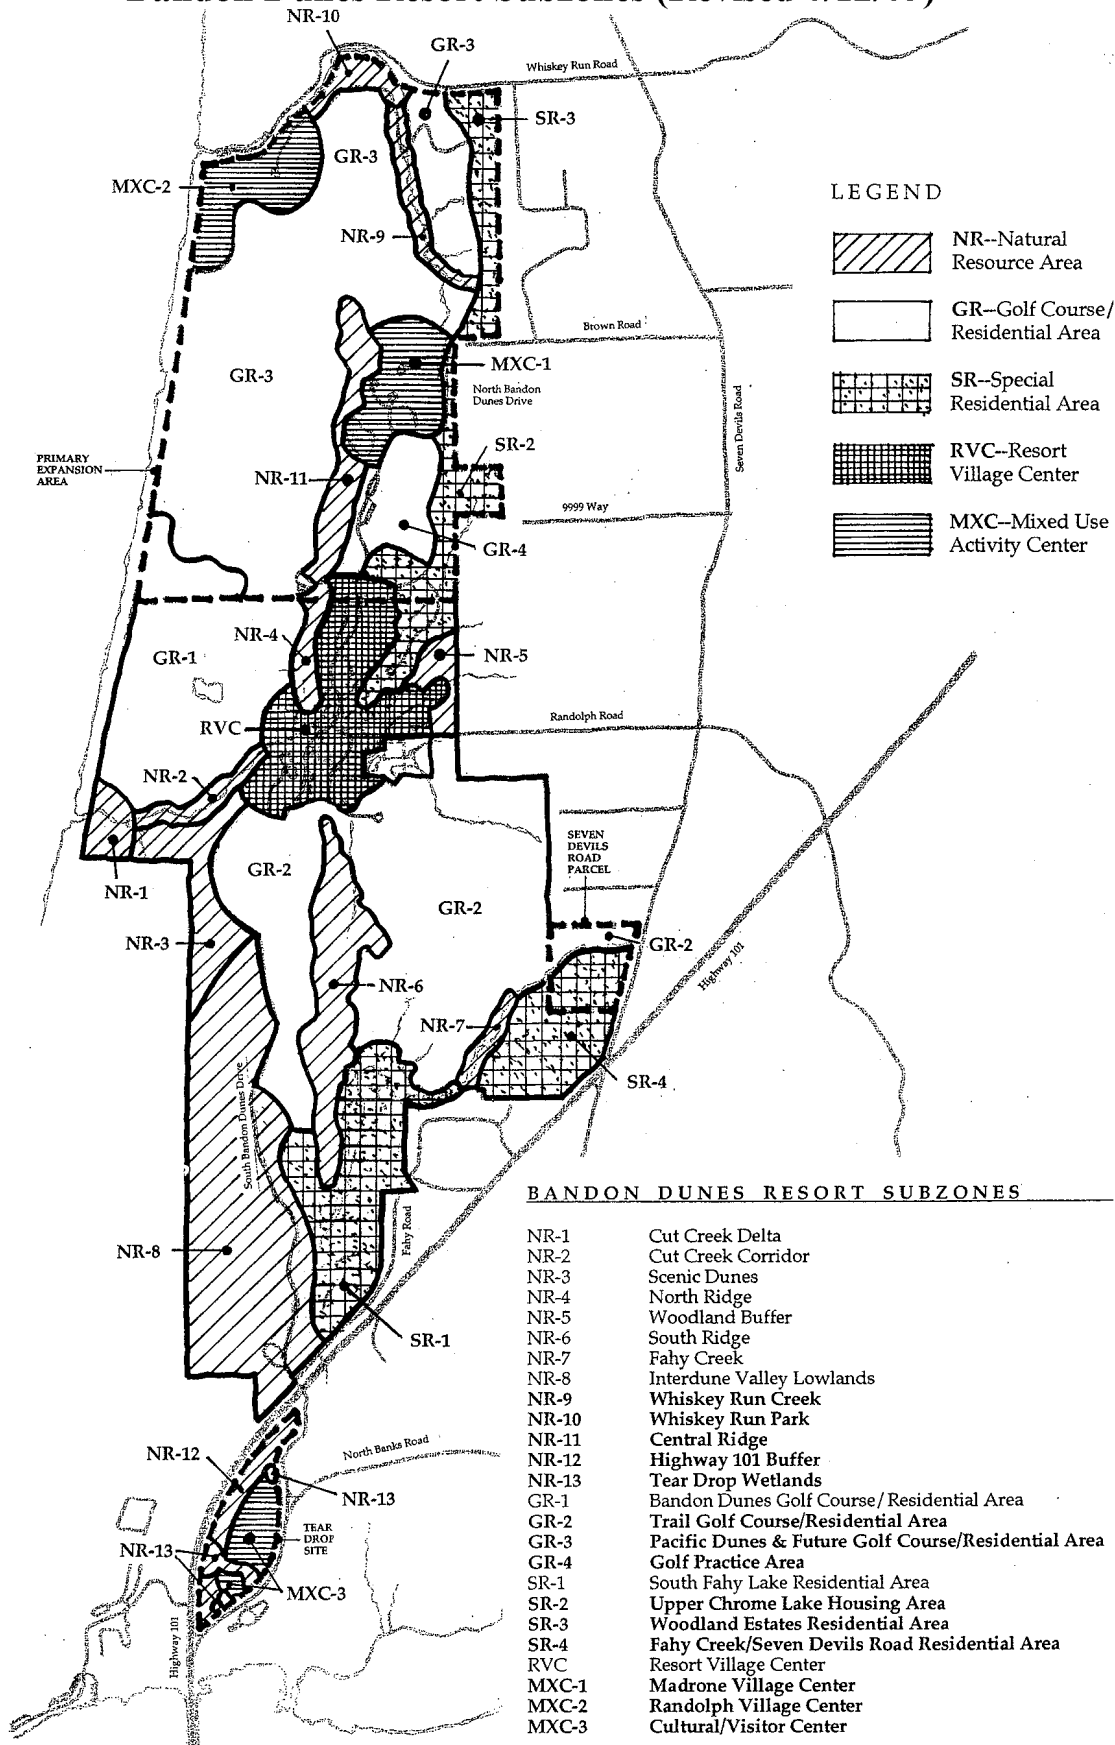 NR-10
GR-3
Whiskey Run Road
SR-3
GR-3
MXC-2
NR-9
Brown Road
MXC-1
GR-3
North Bandon
Dunes Drive
Seven Devils Road
SR-2
PRIMARY
EXPANSION
AREA
NR-11
9999 Way
GR-4
NR-4
GR-1
NR-5
RVC
Randolph Road
NR-2
SEVEN
DEVILS
ROAD
PARCEL
GR-2
NR-1
GR-2
NR-3
GR-2
Highway 101
NR-6
NR-7
SR-4
South Bandon Dunes Drive
Fahy Road
NR-8
SR-1
NR-12
North Banks Road
NR-13
TEAR
DROP
SITE
NR-13
MXC-3
Highway 101
LEGEND
NR--Natural
Resource Area
GR--Golf Course/
Residential Area
SR--Special
Residential Area
RVC--Resort
Village Center
MXC--Mixed Use
Activity Center
BANDON DUNES RESORT SUBZONES
NR-1 Cut Creek Delta
NR-2 Cut Creek Corridor
NR-3 Scenic Dunes
NR-4 North Ridge
NR-5 Woodland Buffer
NR-6 South Ridge
NR-7 Fahy Creek
NR-8 Interdune Valley Lowlands
NR-9 Whiskey Run Creek
NR-10 Whiskey Run Park
NR-11 Central Ridge
NR-12 Highway 101 Buffer
NR-13 Tear Drop Wetlands
GR-1 Bandon Dunes Golf Course/Residential Area
GR-2 Trail Golf Course/Residential Area
GR-3 Pacific Dunes & Future Golf Course/Residential Area
GR-4 Golf Practice Area
SR-1 South Fahy Lake Residential Area
SR-2 Upper Chrome Lake Housing Area
SR-3 Woodland Estates Residential Area
SR-4 Fahy Creek/Seven Devils Road Residential Area
RVC Resort Village Center
MXC-1 Madrone Village Center
MXC-2 Randolph Village Center
MXC-3 Cultural/Visitor Center